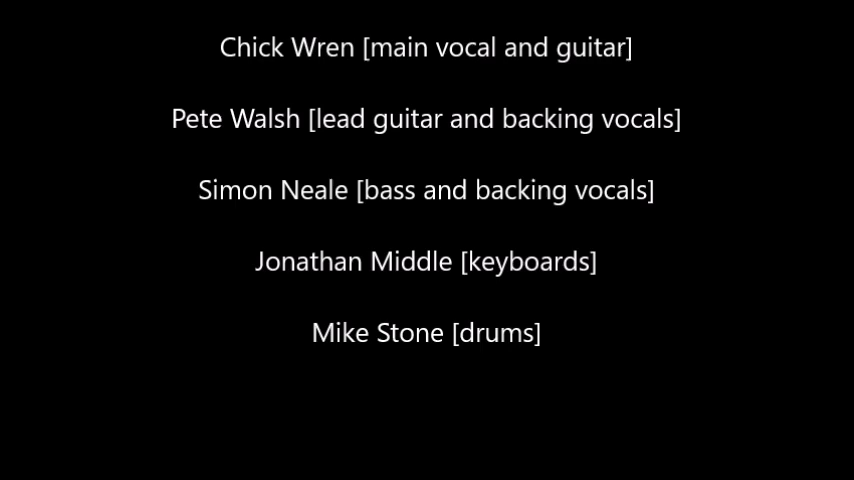 Chick Wren [main vocal and guitar]
Pete Walsh [lead guitar and backing vocals]
Simon Neale [bass and backing vocals]
Jonathan Middle [keyboards]
Mike Stone [drums]